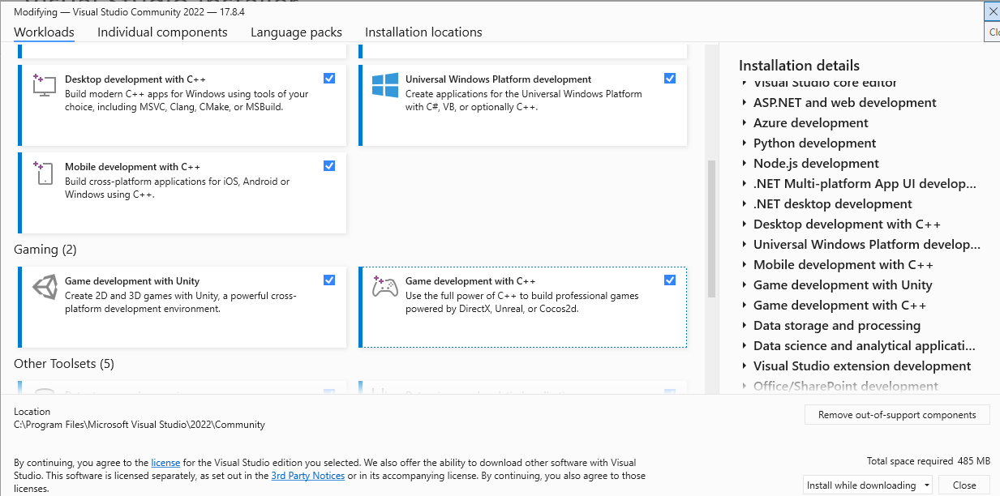 Modifying — Visual Studio Community 2022 — 17.8.4
Workloads Individual components Language packs Installation locations
Desktop development with C++
Build modern C++ apps for Windows using tools of your
choice, including MSVC, Clang, CMake, or MSBuild.
Universal Windows Platform development
Create applications for the Universal Windows Platform
with C#, VB, or optionally C++.
Mobile development with C++
Build cross-platform applications for iOS, Android or
Windows using C++.
Gaming (2)
Game development with Unity
Create 2D and 3D games with Unity, a powerful cross-
platform development environment.
Game development with C++
Use the full power of C++ to build professional games
powered by DirectX, Unreal, or Cocos2d.
Other Toolsets (5)
Installation details
Visual Studio core editor
ASP.NET and web development
Azure development
Python development
Node.js development
.NET Multi-platform App UI develop...
.NET desktop development
Desktop development with C++
Universal Windows Platform develop...
Mobile development with C++
Game development with Unity
Game development with C++
Data storage and processing
Data science and analytical applicati...
Visual Studio extension development
Office/SharePoint development
Location
C:\Program Files\Microsoft Visual Studio\2022\Community
Remove out-of-support components
By continuing, you agree to the license for the Visual Studio edition you selected. We also offer the ability to download other software with Visual
Studio. This software is licensed separately, as set out in the 3rd Party Notices or in its accompanying license. By continuing, you also agree to those
licenses.
Total space required 485 MB
Install while downloading
Close